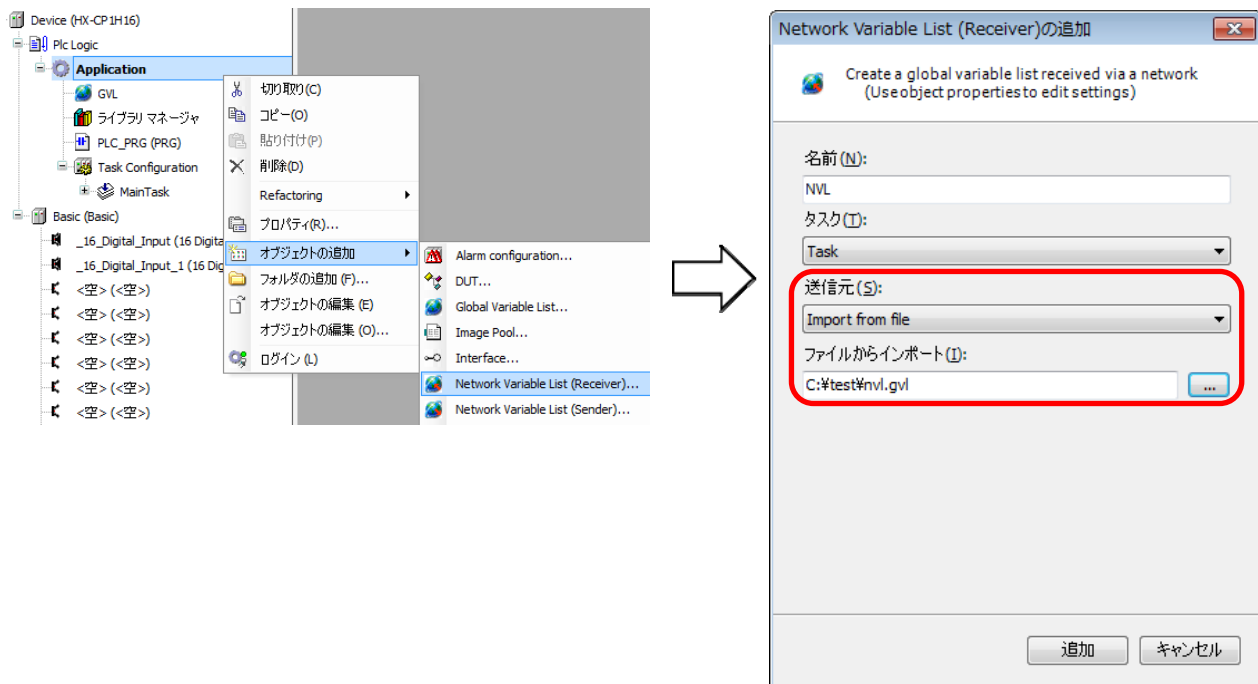 Device (HX-CP1H16)
Plc Logic
Application
GVL
ライブラリ マネージャ
PLC_PRG (PRG)
Task Configuration
MainTask
Basic (Basic)
_16_Digital_Input (16 Digita
_16_Digital_Input_1 (16 Dig
<空> (<空>)
<空> (<空>)
<空> (<空>)
<空> (<空>)
<空> (<空>)
<空> (<空>)
切り取り(C)
コピー(O)
貼り付け(P)
削除(D)
Refactoring
プロパティ(R)...
オブジェクトの追加
フォルダの追加 (F)...
オブジェクトの編集 (E)
オブジェクトの編集 (O)...
ログイン (L)
Alarm configuration...
DUT...
Global Variable List...
Image Pool...
Interface...
Network Variable List (Receiver)...
Network Variable List (Sender)...
Network Variable List (Receiver)の追加
Create a global variable list received via a network
(Use object properties to edit settings)
名前(N):
NVL
タスク(T):
Task
送信元(S):
Import from file
ファイルからインポート(I):
C:¥test¥nvl.gvl
...
追加
キャンセル